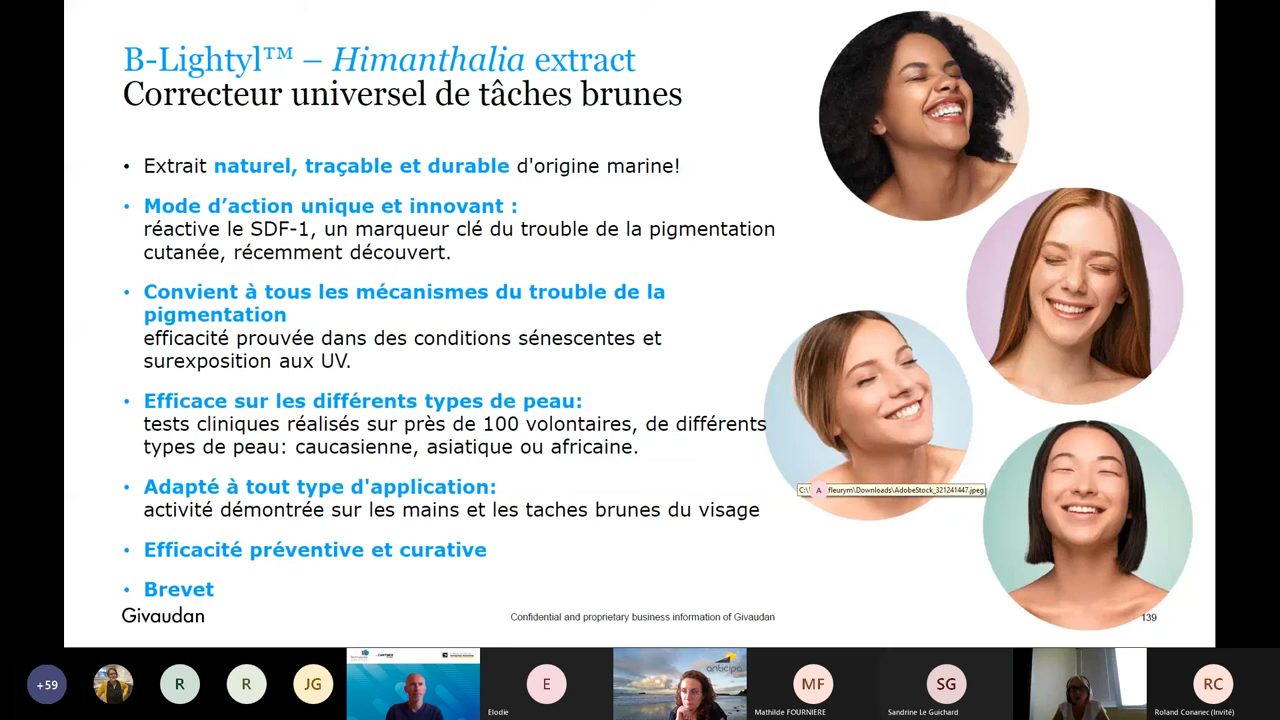 B-Lightyl™ – Himanthalia extract
Correcteur universel de tâches brunes
• Extrait naturel, traçable et durable d'origine marine!
• Mode d’action unique et innovant :
réactive le SDF-1, un marqueur clé du trouble de la pigmentation
cutanée, récemment découvert.
• Convient à tous les mécanismes du trouble de la
pigmentation
efficacité prouvée dans des conditions sénescentes et
surexposition aux UV.
• Efficace sur les différents types de peau:
tests cliniques réalisés sur près de 100 volontaires, de différents
types de peau: caucasienne, asiatique ou africaine.
• Adapté à tout type d'application:
activité démontrée sur les mains et les taches brunes du visage
• Efficacité préventive et curative
• Brevet
C:\ A fleurym\Downloads\AdobeStock_321241447.jpeg
Givaudan
Confidential and proprietary business information of Givaudan
139
+59
R
R
JG
E
Elodie
anticipa
MF
Mathilde FOURNIERE
SG
Sandrine Le Guichard
RC
Roland Conanec (Invité)